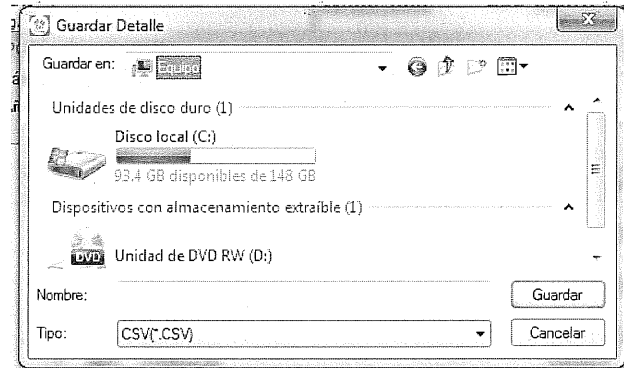 Guardar Detalle
Guardar en: Equipo
Unidades de disco duro (1)
Disco local (C:)
93,4 GB disponibles de 148 GB
Dispositivos con almacenamiento extraíble (1)
DVD Unidad de DVD RW (D:)
Nombre: Guardar
Tipo: CSV(*.CSV) Cancelar